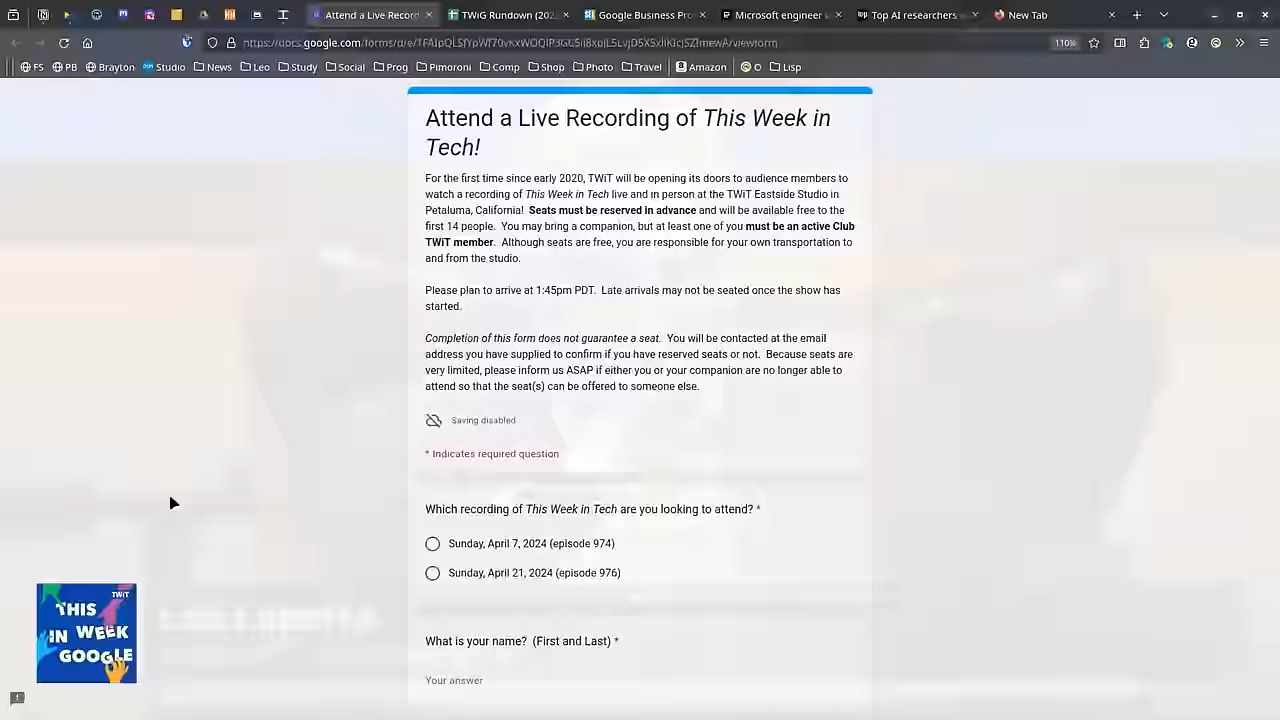 Attend a Live Record
TWiG Rundown (202
Google Business Pro
Microsoft engineer
Top AI researchers
New Tab
110%
FS
PB
Brayton
Studio
News
Leo
Study
Social
Prog
Pimoroni
Comp
Shop
Photo
Travel
Amazon
O
Lisp
Attend a Live Recording of This Week in
Tech!
For the first time since early 2020, TWiT will be opening its doors to audience members to
watch a recording of This Week in Tech live and in person at the TWiT Eastside Studio in
Petaluma, California! Seats must be reserved in advance and will be available free to the
first 14 people. You may bring a companion, but at least one of you must be an active Club
TWiT member. Although seats are free, you are responsible for your own transportation to
and from the studio.
Please plan to arrive at 1:45pm PDT. Late arrivals may not be seated once the show has
started.
Completion of this form does not guarantee a seat. You will be contacted at the email
address you have supplied to confirm if you have reserved seats or not. Because seats are
very limited, please inform us ASAP if either you or your companion are no longer able to
attend so that the seat(s) can be offered to someone else.
Saving disabled
* Indicates required question
Which recording of This Week in Tech are you looking to attend? *
Sunday, April 7, 2024 (episode 974)
Sunday, April 21, 2024 (episode 976)
TWiT
THIS
IN WEEK
GOOGLE
What is your name? (First and Last) *
Your answer